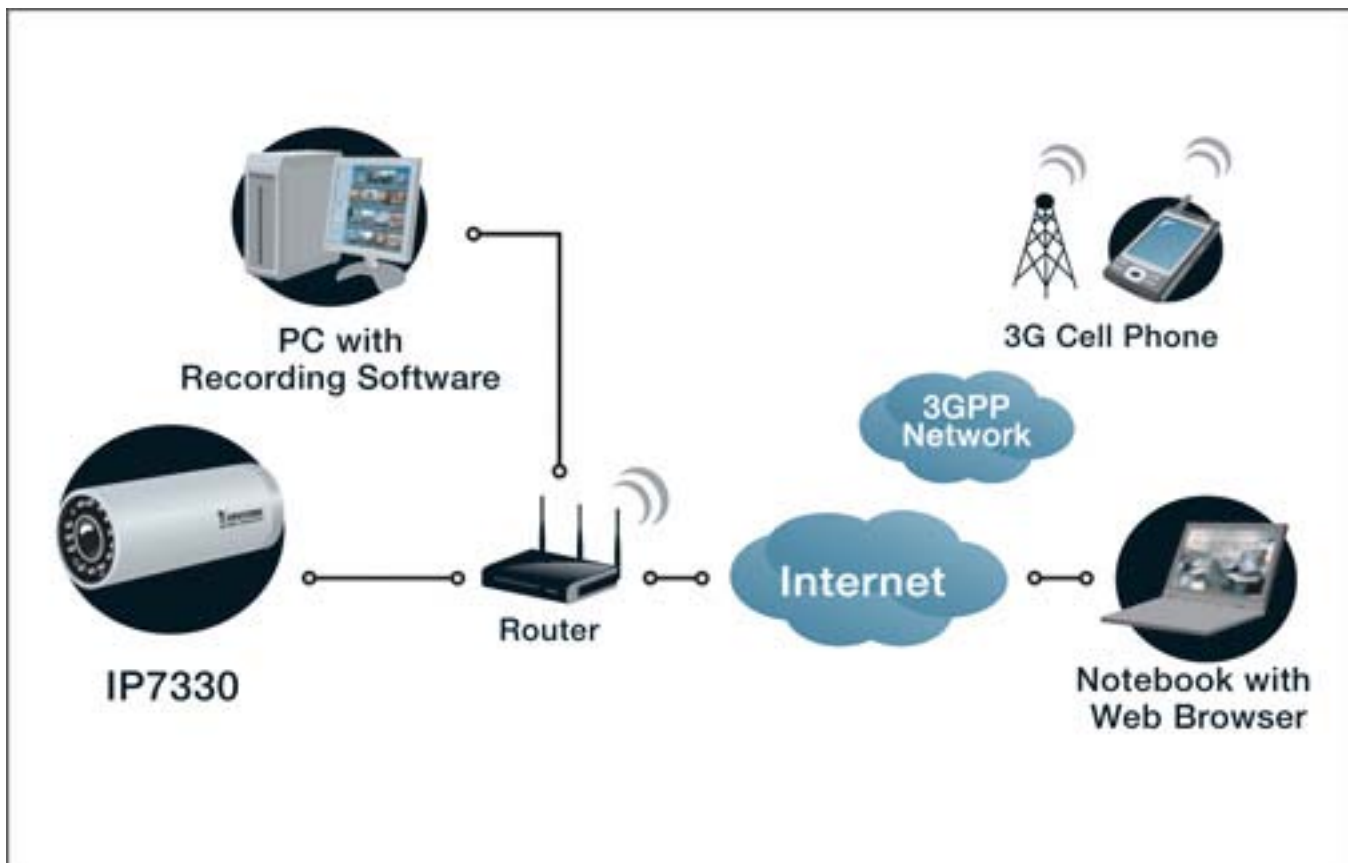 PC with
Recording Software
3G Cell Phone
3GPP
Network
Internet
Router
IP7330
Notebook with
Web Browser